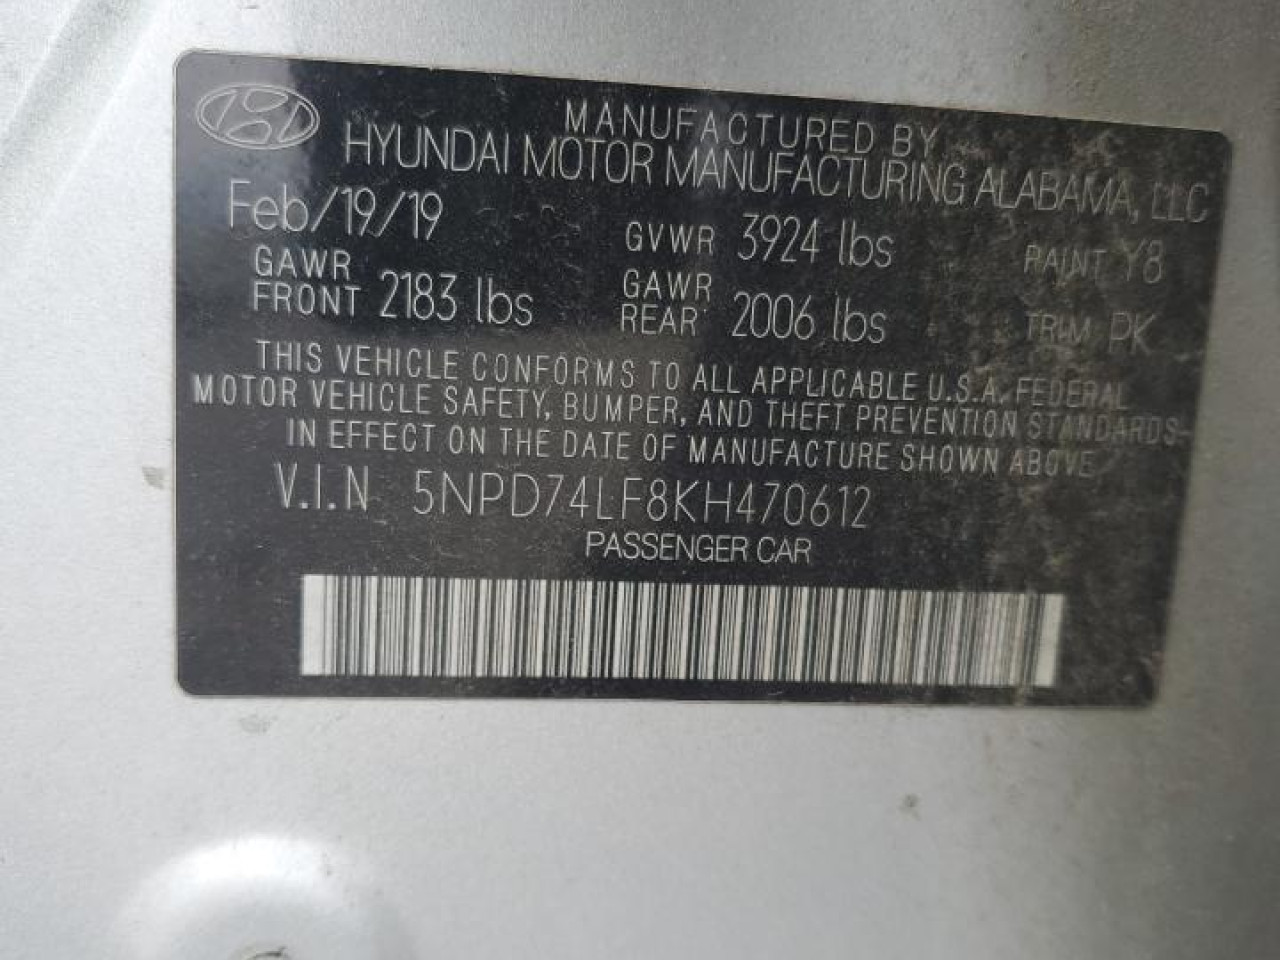 MANUFACTURED BY
HYUNDAI MOTOR MANUFACTURING ALABAMA, LLC
Feb/19/19 GVWR 3924 lbs PAINT Y8
GAWR FRONT 2183 lbs GAWR REAR 2006 lbs TRIM PK
THIS VEHICLE CONFORMS TO ALL APPLICABLE U.S.A. FEDERAL
MOTOR VEHICLE SAFETY, BUMPER, AND THEFT PREVENTION STANDARDS
IN EFFECT ON THE DATE OF MANUFACTURE SHOWN ABOVE
V.I.N 5NPD74LF8KH470612
PASSENGER CAR